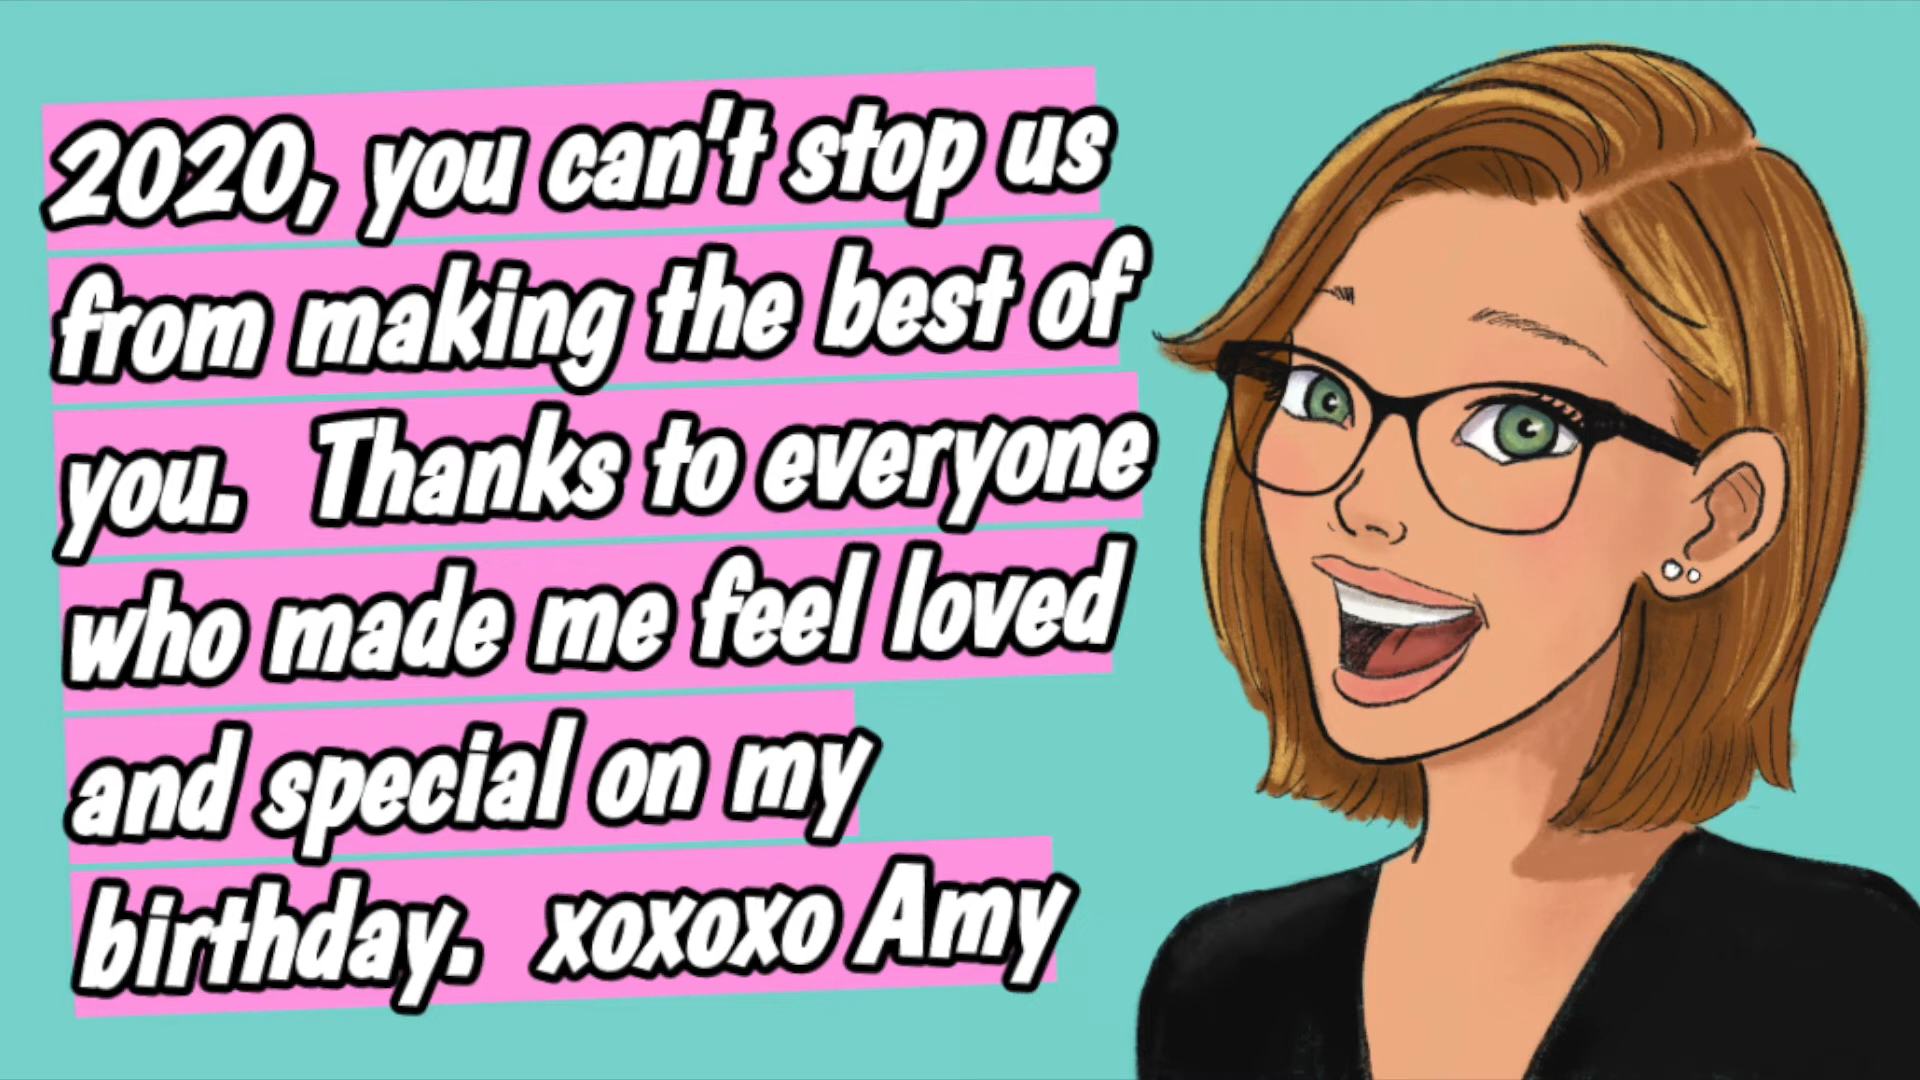 2020, you can't stop us
from making the best of
you.  Thanks to everyone
who made me feel loved
and special on my
birthday.  xoxoxo Amy